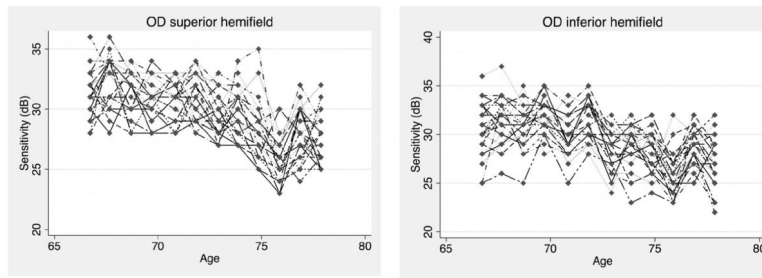 OD superior hemifield
35
30
25
20
Sensitivity (dB)
65
70
75
80
Age
OD inferior hemifield
40
35
30
25
20
Sensitivity (dB)
65
70
75
80
Age